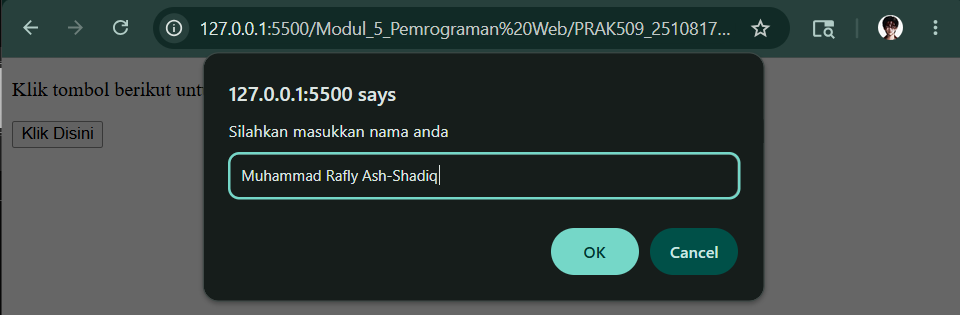 127.0.0.1:5500/Modul_5_Pemrograman%20Web/PRAK509_2510817...
127.0.0.1:5500 says
Klik tombol berikut
Silahkan masukkan nama anda
Klik Disini
Muhammad Rafly Ash-Shadiq
OK Cancel